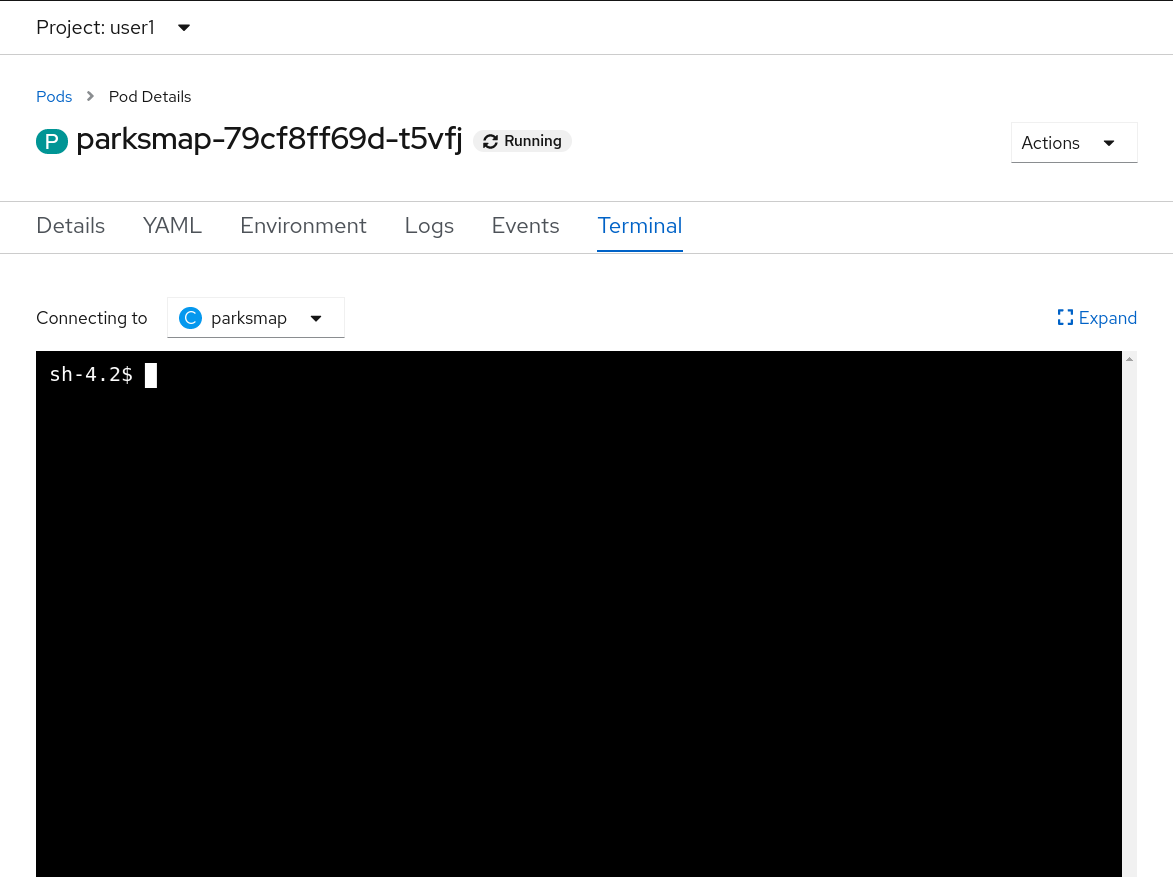 Project: user1
Pods > Pod Details
P parksmap-79cf8ff69d-t5vfj Running
Actions
Details YAML Environment Logs Events Terminal
Connecting to C parksmap Expand
sh-4.2$